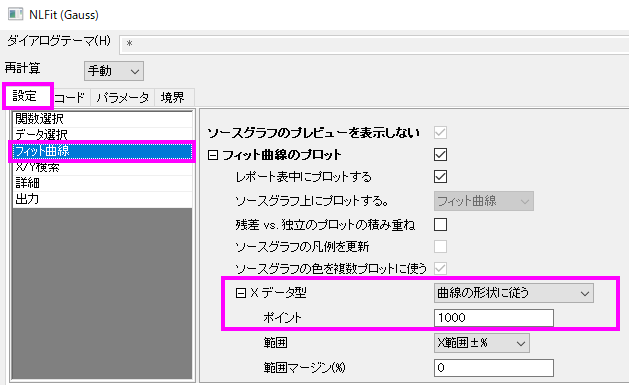 NLFit (Gauss)
ダイアログテーマ(H) *
再計算 手動
設定 コード パラメータ 境界
関数選択
データ選択
フィット曲線
X/Y検索
詳細
出力
ソースグラフのプレビューを表示しない
フィット曲線のプロット
レポート表中にプロットする
ソースグラフ上にプロットする。 フィット曲線
残差 vs. 独立のプロットの積み重ね
ソースグラフの凡例を更新
ソースグラフの色を複数プロットに使う
X データ型 曲線の形状に従う
ポイント 1000
範囲 X範囲±%
範囲マージン(%) 0